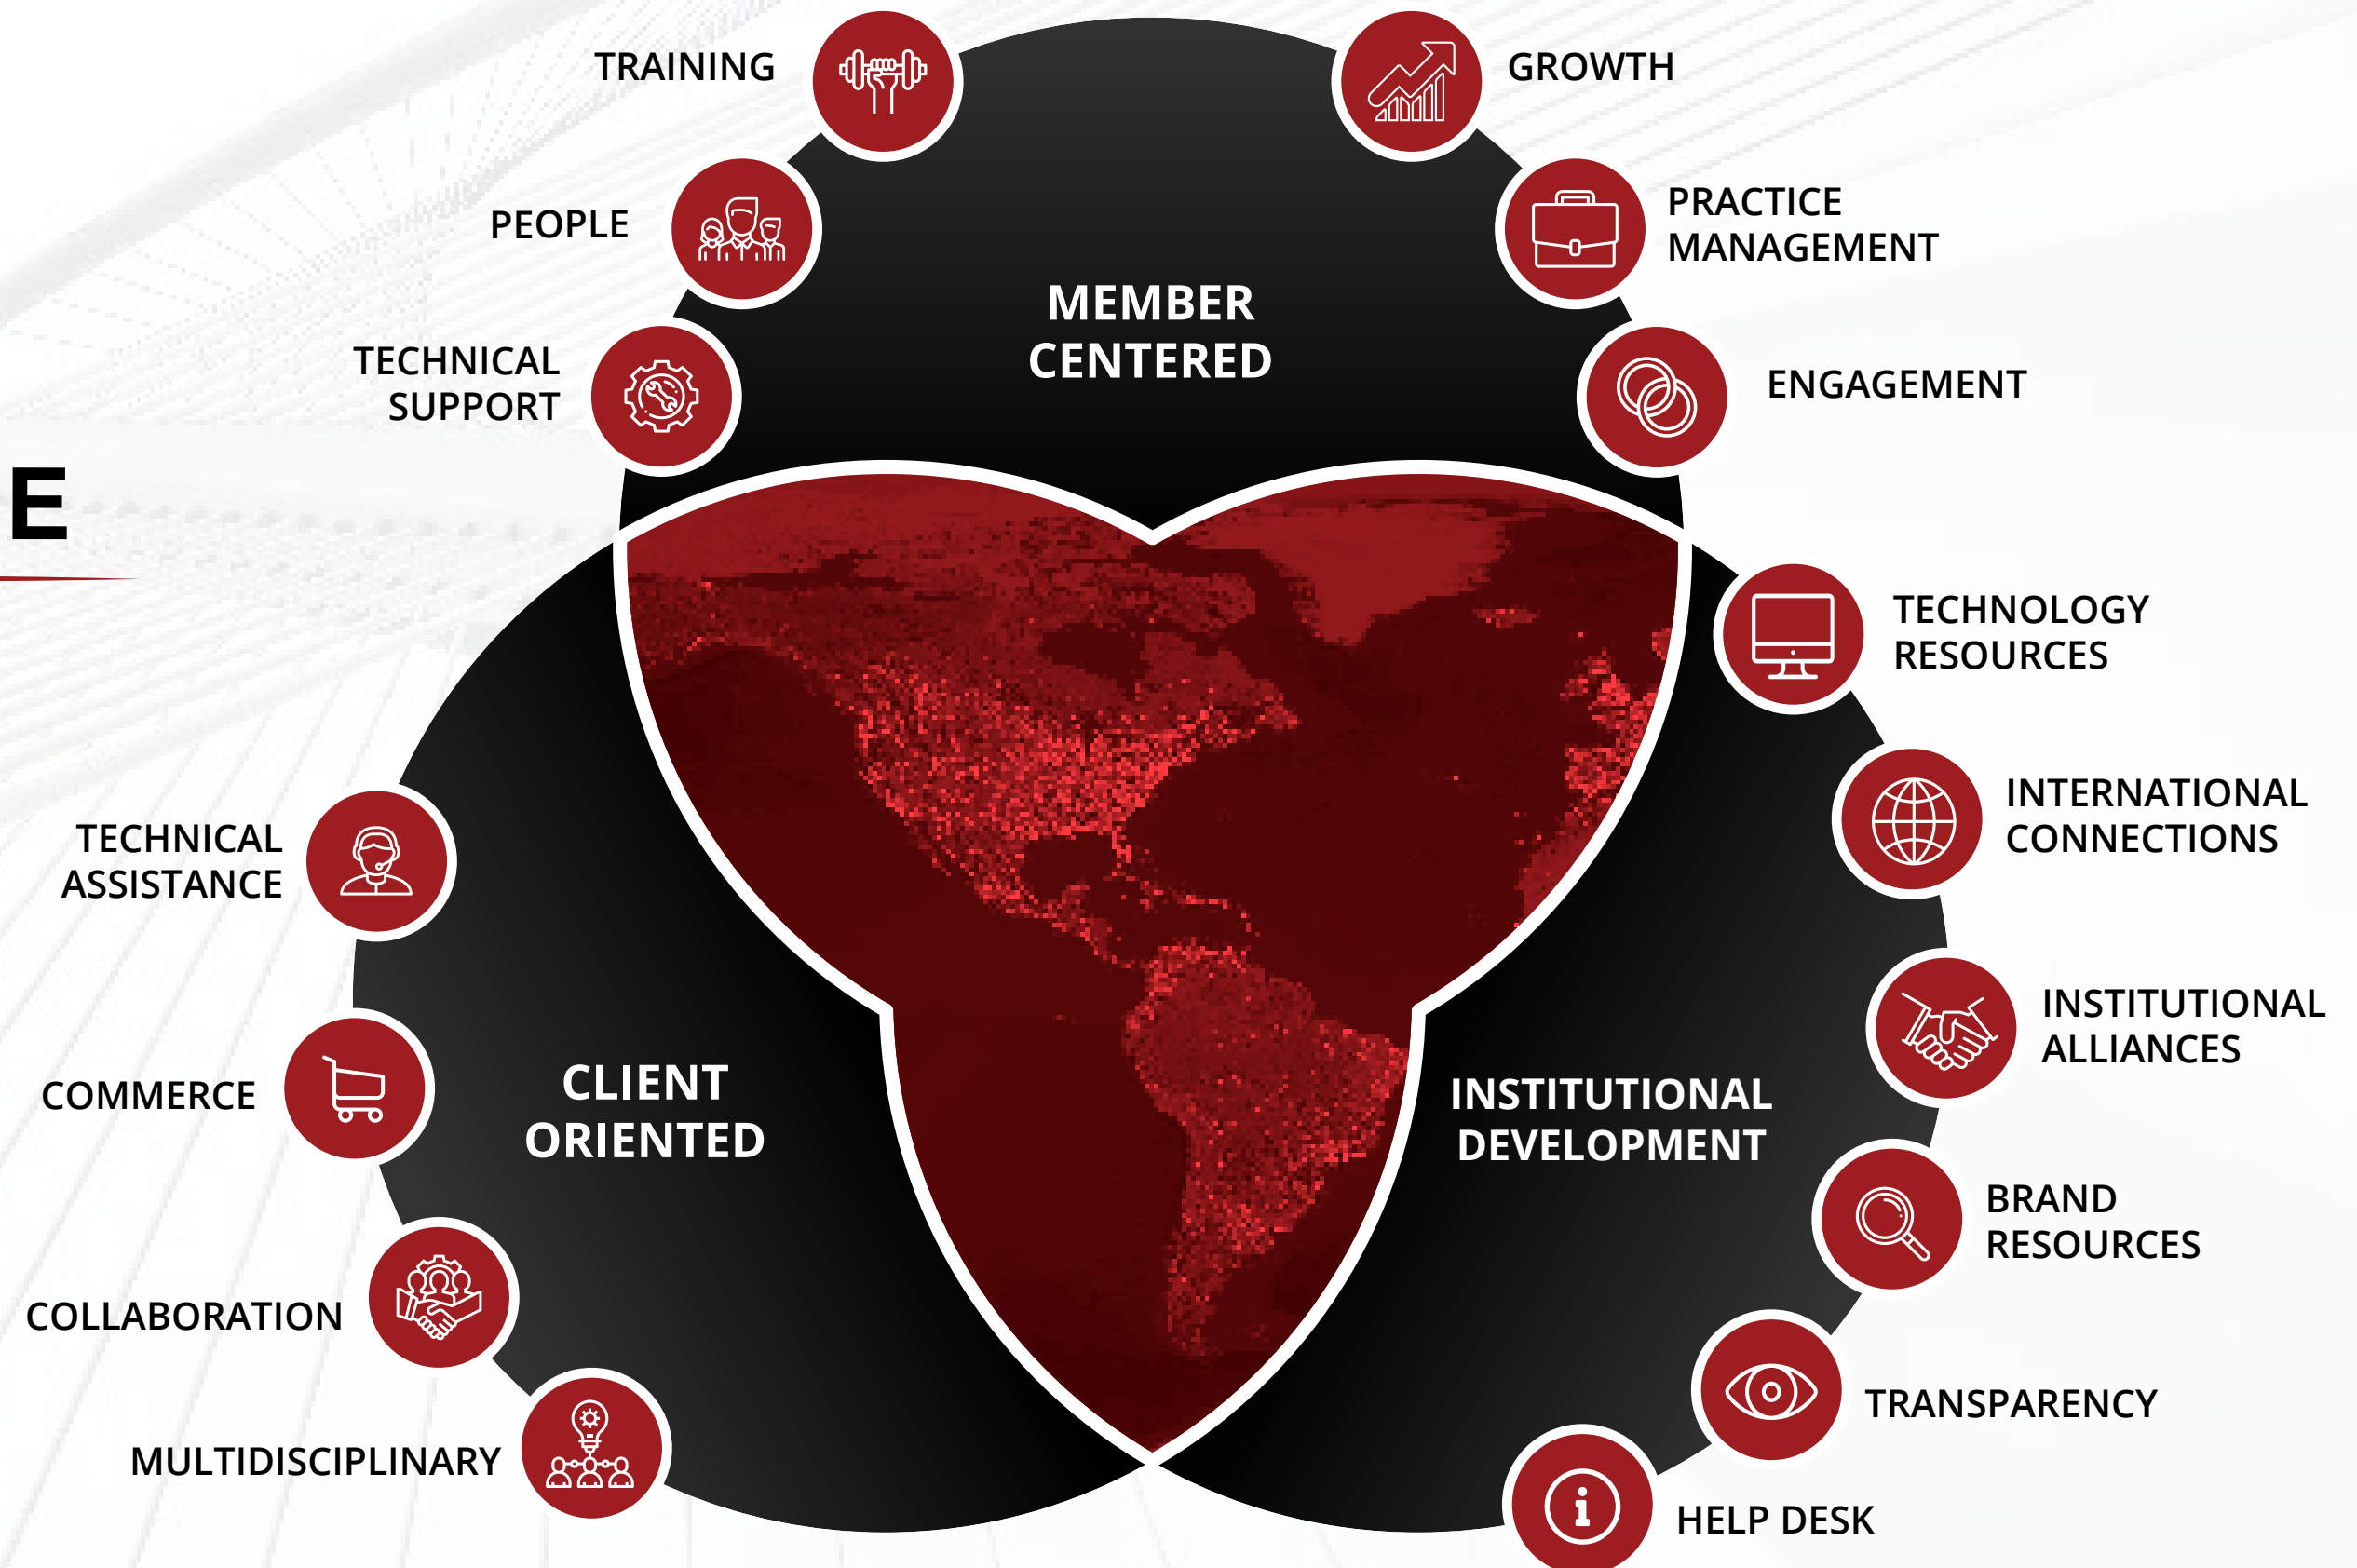 TRAINING
GROWTH
PEOPLE
PRACTICE
MANAGEMENT
MEMBER
CENTERED
TECHNICAL
SUPPORT
ENGAGEMENT
E
TECHNOLOGY
RESOURCES
INTERNATIONAL
CONNECTIONS
TECHNICAL
ASSISTANCE
INSTITUTIONAL
ALLIANCES
COMMERCE
CLIENT
ORIENTED
INSTITUTIONAL
DEVELOPMENT
BRAND
RESOURCES
COLLABORATION
TRANSPARENCY
MULTIDISCIPLINARY
HELP DESK